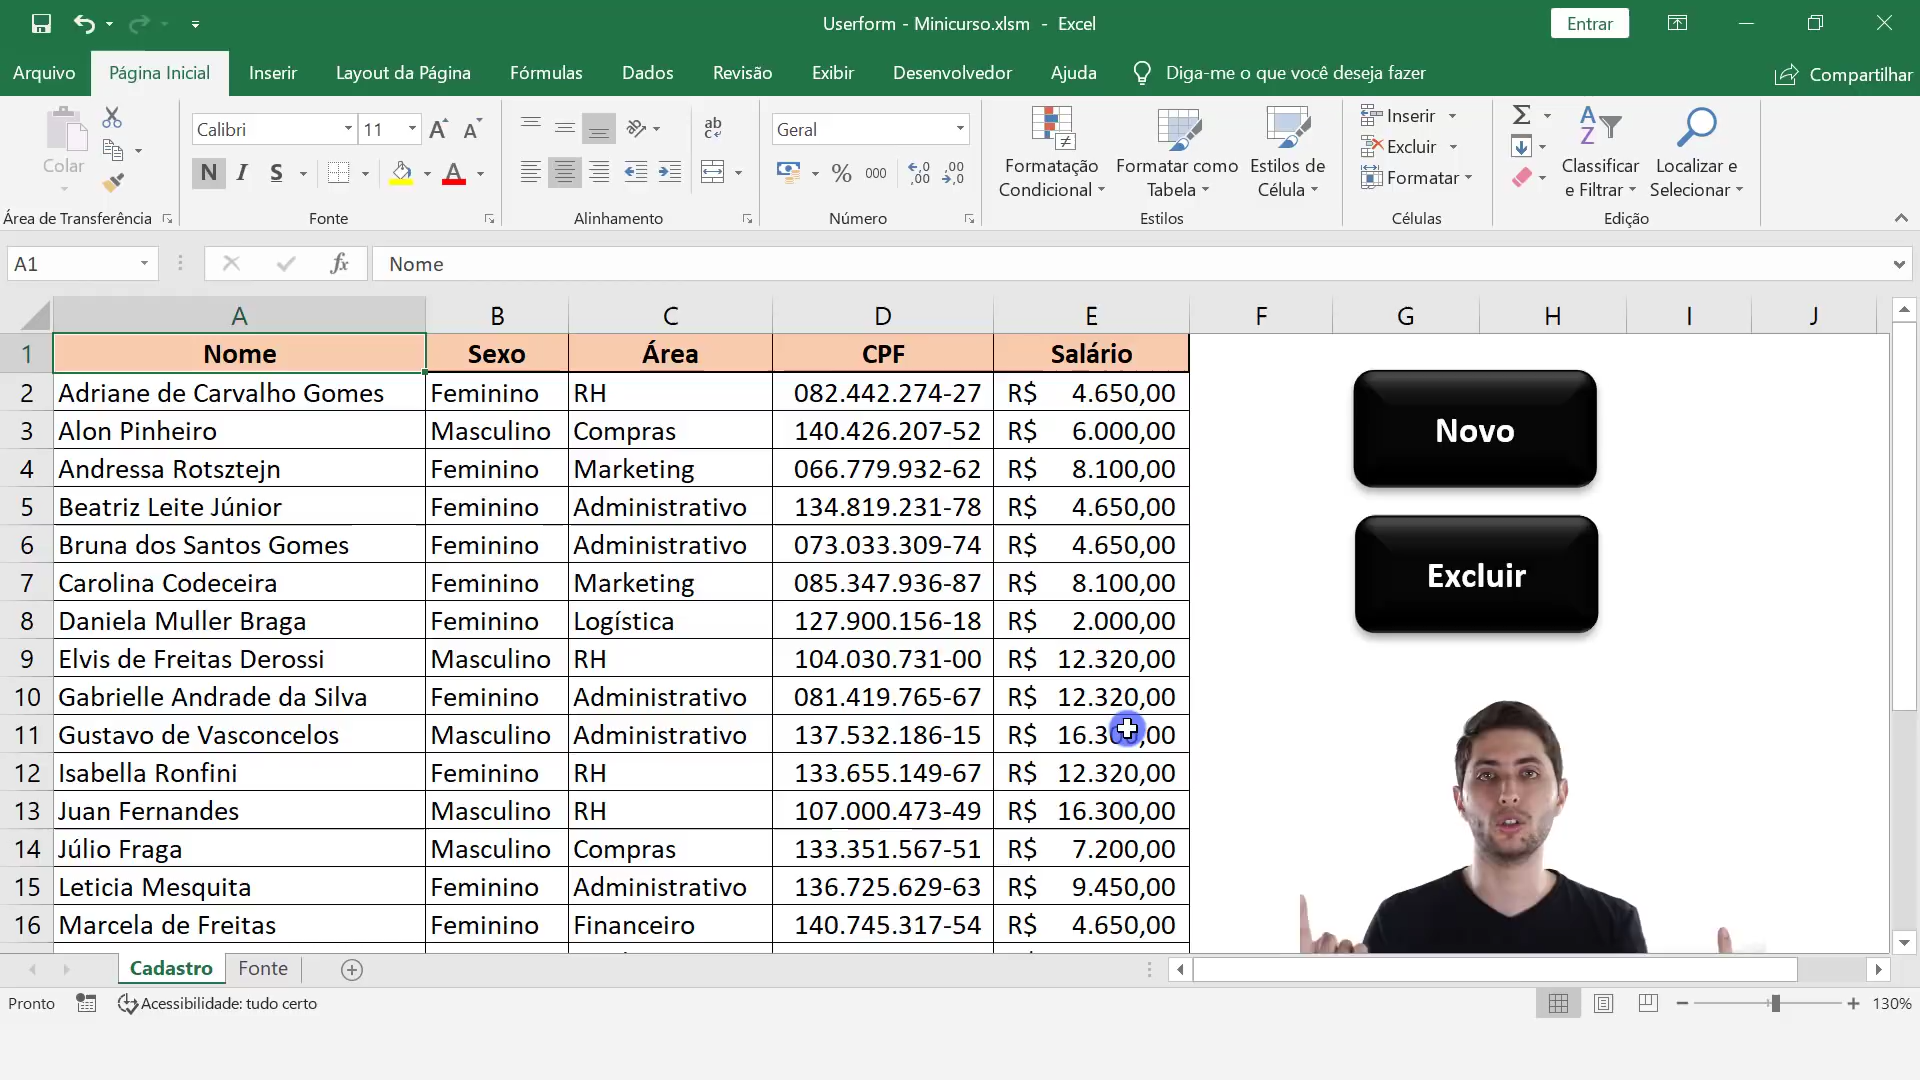 Userform - Minicurso.xlsm - Excel
Entrar
Arquivo Página Inicial Inserir Layout da Página Fórmulas Dados Revisão Exibir Desenvolvedor Ajuda Diga-me o que você deseja fazer Compartilhar
Colar
Calibri 11
N I S
A A
ab
c
Geral
% 000
Formatação
Condicional
Formatar como
Tabela
Estilos de
Célula
Inserir
Excluir
Formatar
Classificar
e Filtrar
Localizar e
Selecionar
Área de Transferência Fonte Alinhamento Número Estilos Células Edição
A1 fx Nome
A B C D E F G H I J
1 Nome Sexo Área CPF Salário
2 Adriane de Carvalho Gomes Feminino RH 082.442.274-27 R$ 4.650,00
3 Alon Pinheiro Masculino Compras 140.426.207-52 R$ 6.000,00
4 Andressa Rotsztejn Feminino Marketing 066.779.932-62 R$ 8.100,00
5 Beatriz Leite Júnior Feminino Administrativo 134.819.231-78 R$ 4.650,00
6 Bruna dos Santos Gomes Feminino Administrativo 073.033.309-74 R$ 4.650,00
7 Carolina Codeceira Feminino Marketing 085.347.936-87 R$ 8.100,00
8 Daniela Muller Braga Feminino Logística 127.900.156-18 R$ 2.000,00
9 Elvis de Freitas Derossi Masculino RH 104.030.731-00 R$ 12.320,00
10 Gabrielle Andrade da Silva Feminino Administrativo 081.419.765-67 R$ 12.320,00
11 Gustavo de Vasconcelos Masculino Administrativo 137.532.186-15 R$ 16.300,00
12 Isabella Ronfini Feminino RH 133.655.149-67 R$ 12.320,00
13 Juan Fernandes Masculino RH 107.000.473-49 R$ 16.300,00
14 Júlio Fraga Masculino Compras 133.351.567-51 R$ 7.200,00
15 Leticia Mesquita Feminino Administrativo 136.725.629-63 R$ 9.450,00
16 Marcela de Freitas Feminino Financeiro 140.745.317-54 R$ 4.650,00
Novo
Excluir
Cadastro Fonte
Pronto Acessibilidade: tudo certo 130%